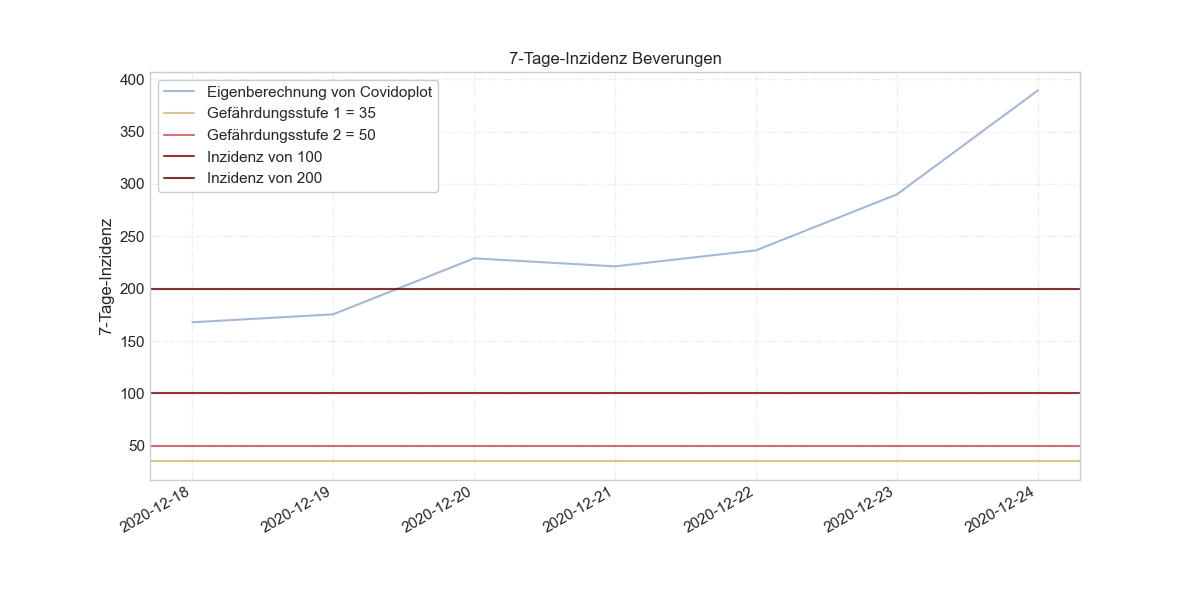 7-Tage-Inzidenz Beverungen
Eigenberechnung von Covidoplot
Gefährdungsstufe 1 = 35
Gefährdungsstufe 2 = 50
Inzidenz von 100
Inzidenz von 200
7-Tage-Inzidenz
400
350
300
250
200
150
100
50
2020-12-18
2020-12-19
2020-12-20
2020-12-21
2020-12-22
2020-12-23
2020-12-24